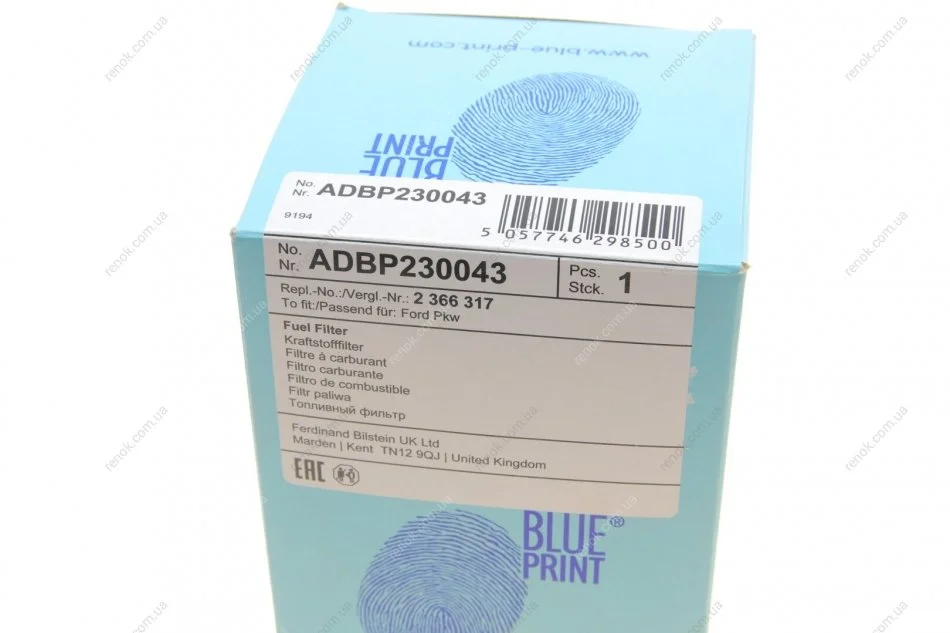 www.blue-print.com
BLUE
PRINT
No.
Nr. ADBP230043
9194
5 057746 298500
No.
Nr. ADBP230043
Pcs.
Stck. 1
Repl.-No.:/Vergl.-Nr.: 2 366 317
To fit:/Passend für: Ford Pkw
Fuel Filter
Kraftstofffilter
Filtre à carburant
Filtro carburante
Filtro de combustible
Filtr paliwa
Топливный фильтр
Ferdinand Bilstein UK Ltd
Marden | Kent TN12 9QJ | United Kingdom
EAC
BLUE®
PRINT
renok.com.ua